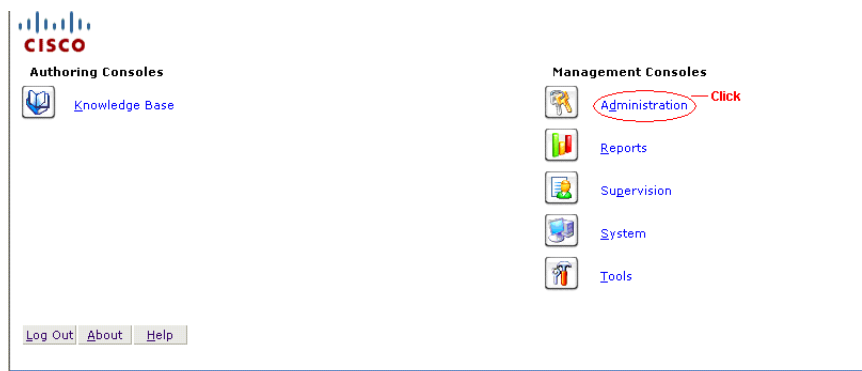 CISCO
Authoring Consoles
Knowledge Base
Management Consoles
Administration
Click
Reports
Supervision
System
Tools
Log Out About Help